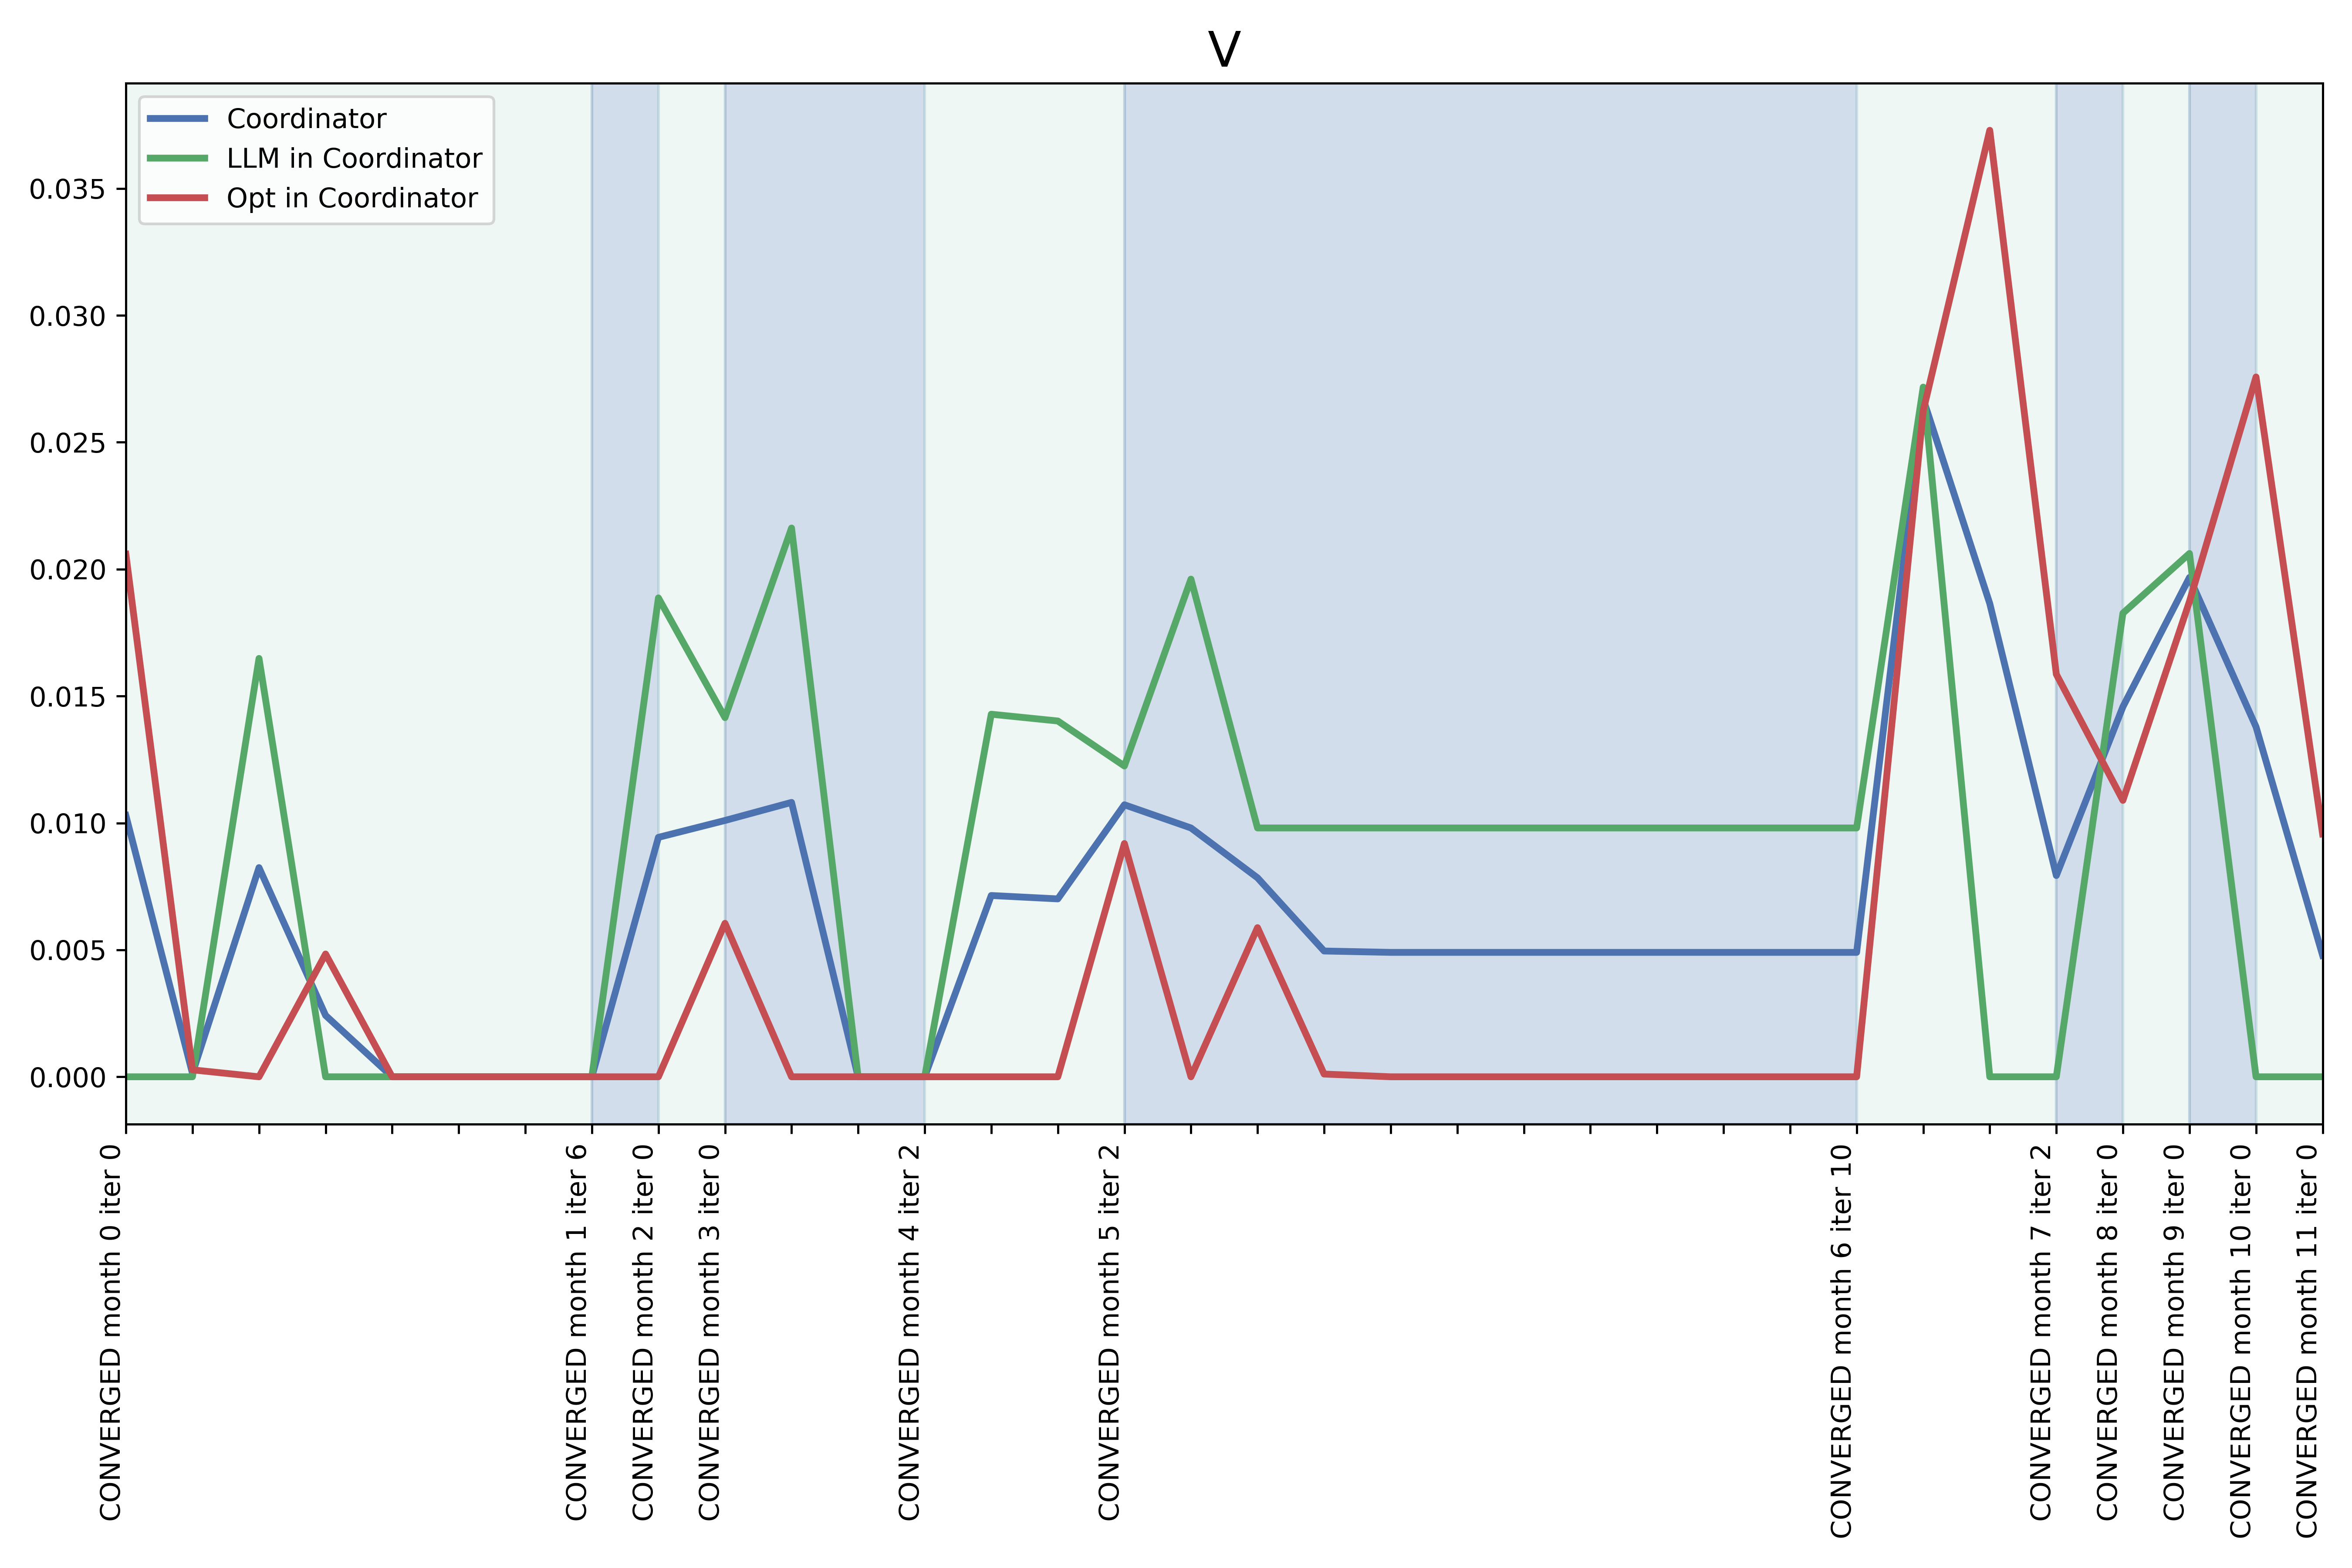 V
Coordinator
LLM in Coordinator
Opt in Coordinator
0.035
0.030
0.025
0.020
0.015
0.010
0.005
0.000
CONVERGED month 0 iter 0
CONVERGED month 1 iter 6
CONVERGED month 2 iter 0
CONVERGED month 3 iter 0
CONVERGED month 4 iter 2
CONVERGED month 5 iter 2
CONVERGED month 6 iter 10
CONVERGED month 7 iter 2
CONVERGED month 8 iter 0
CONVERGED month 9 iter 0
CONVERGED month 10 iter 0
CONVERGED month 11 iter 0